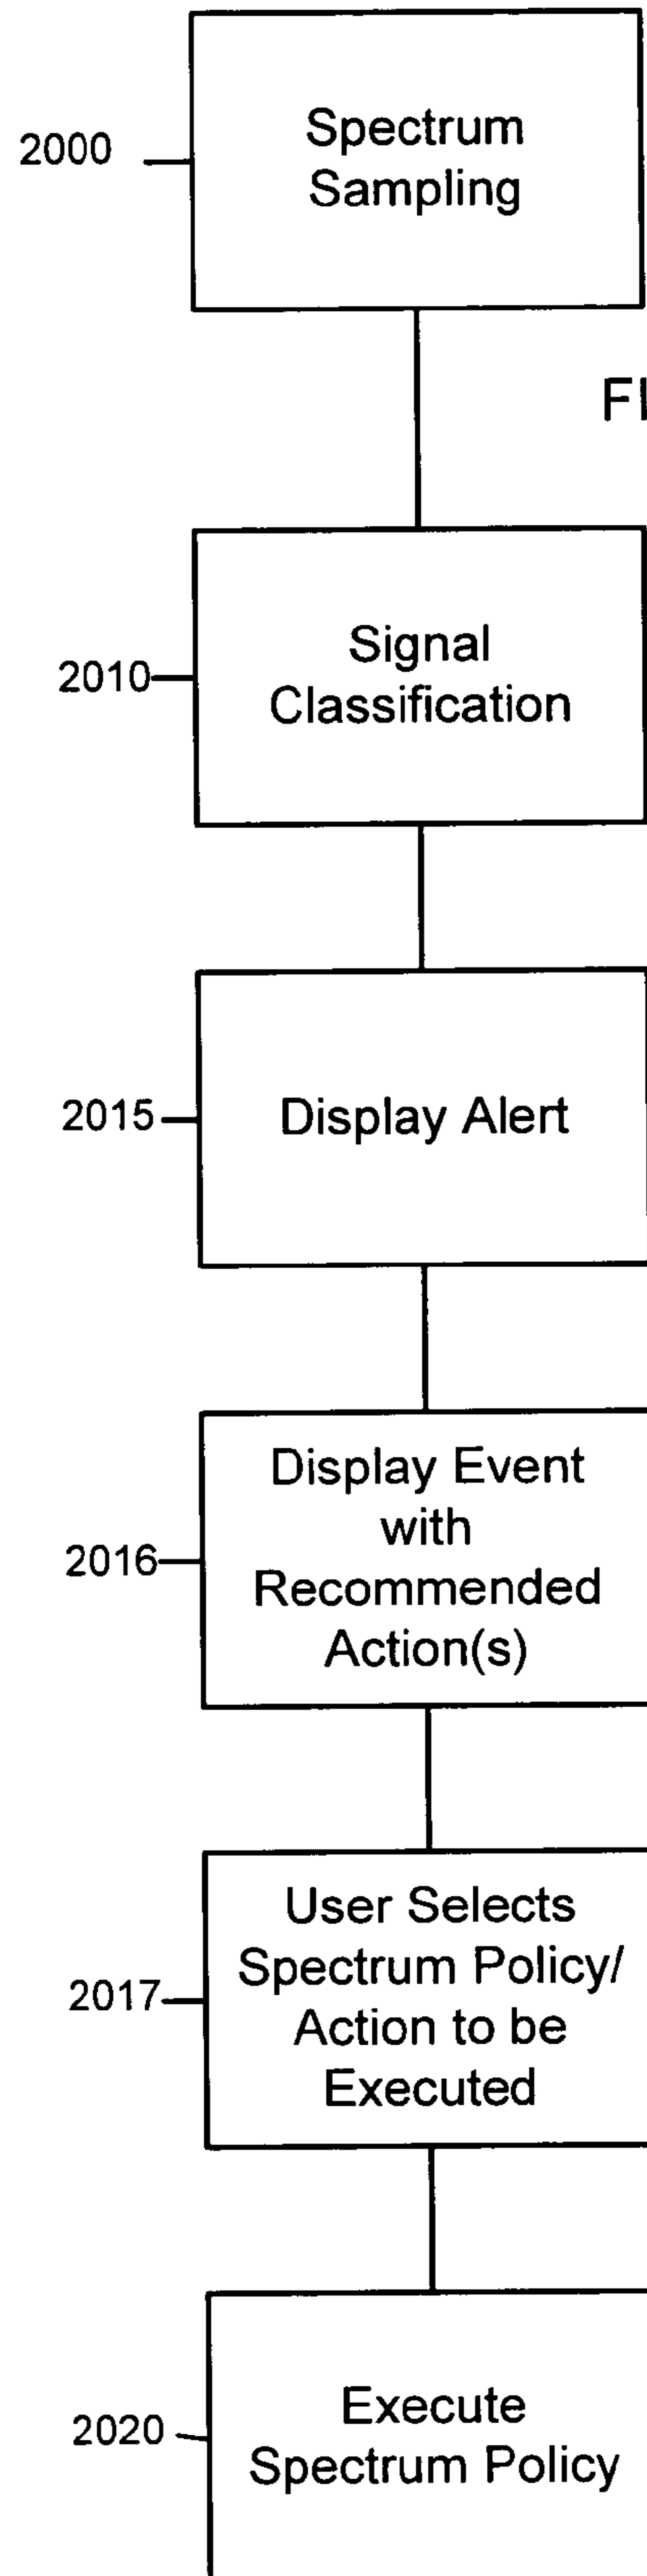 2000
Spectrum
Sampling
FI
2010
Signal
Classification
2015
Display Alert
2016
Display Event
with
Recommended
Action(s)
2017
User Selects
Spectrum Policy/
Action to be
Executed
2020
Execute
Spectrum Policy